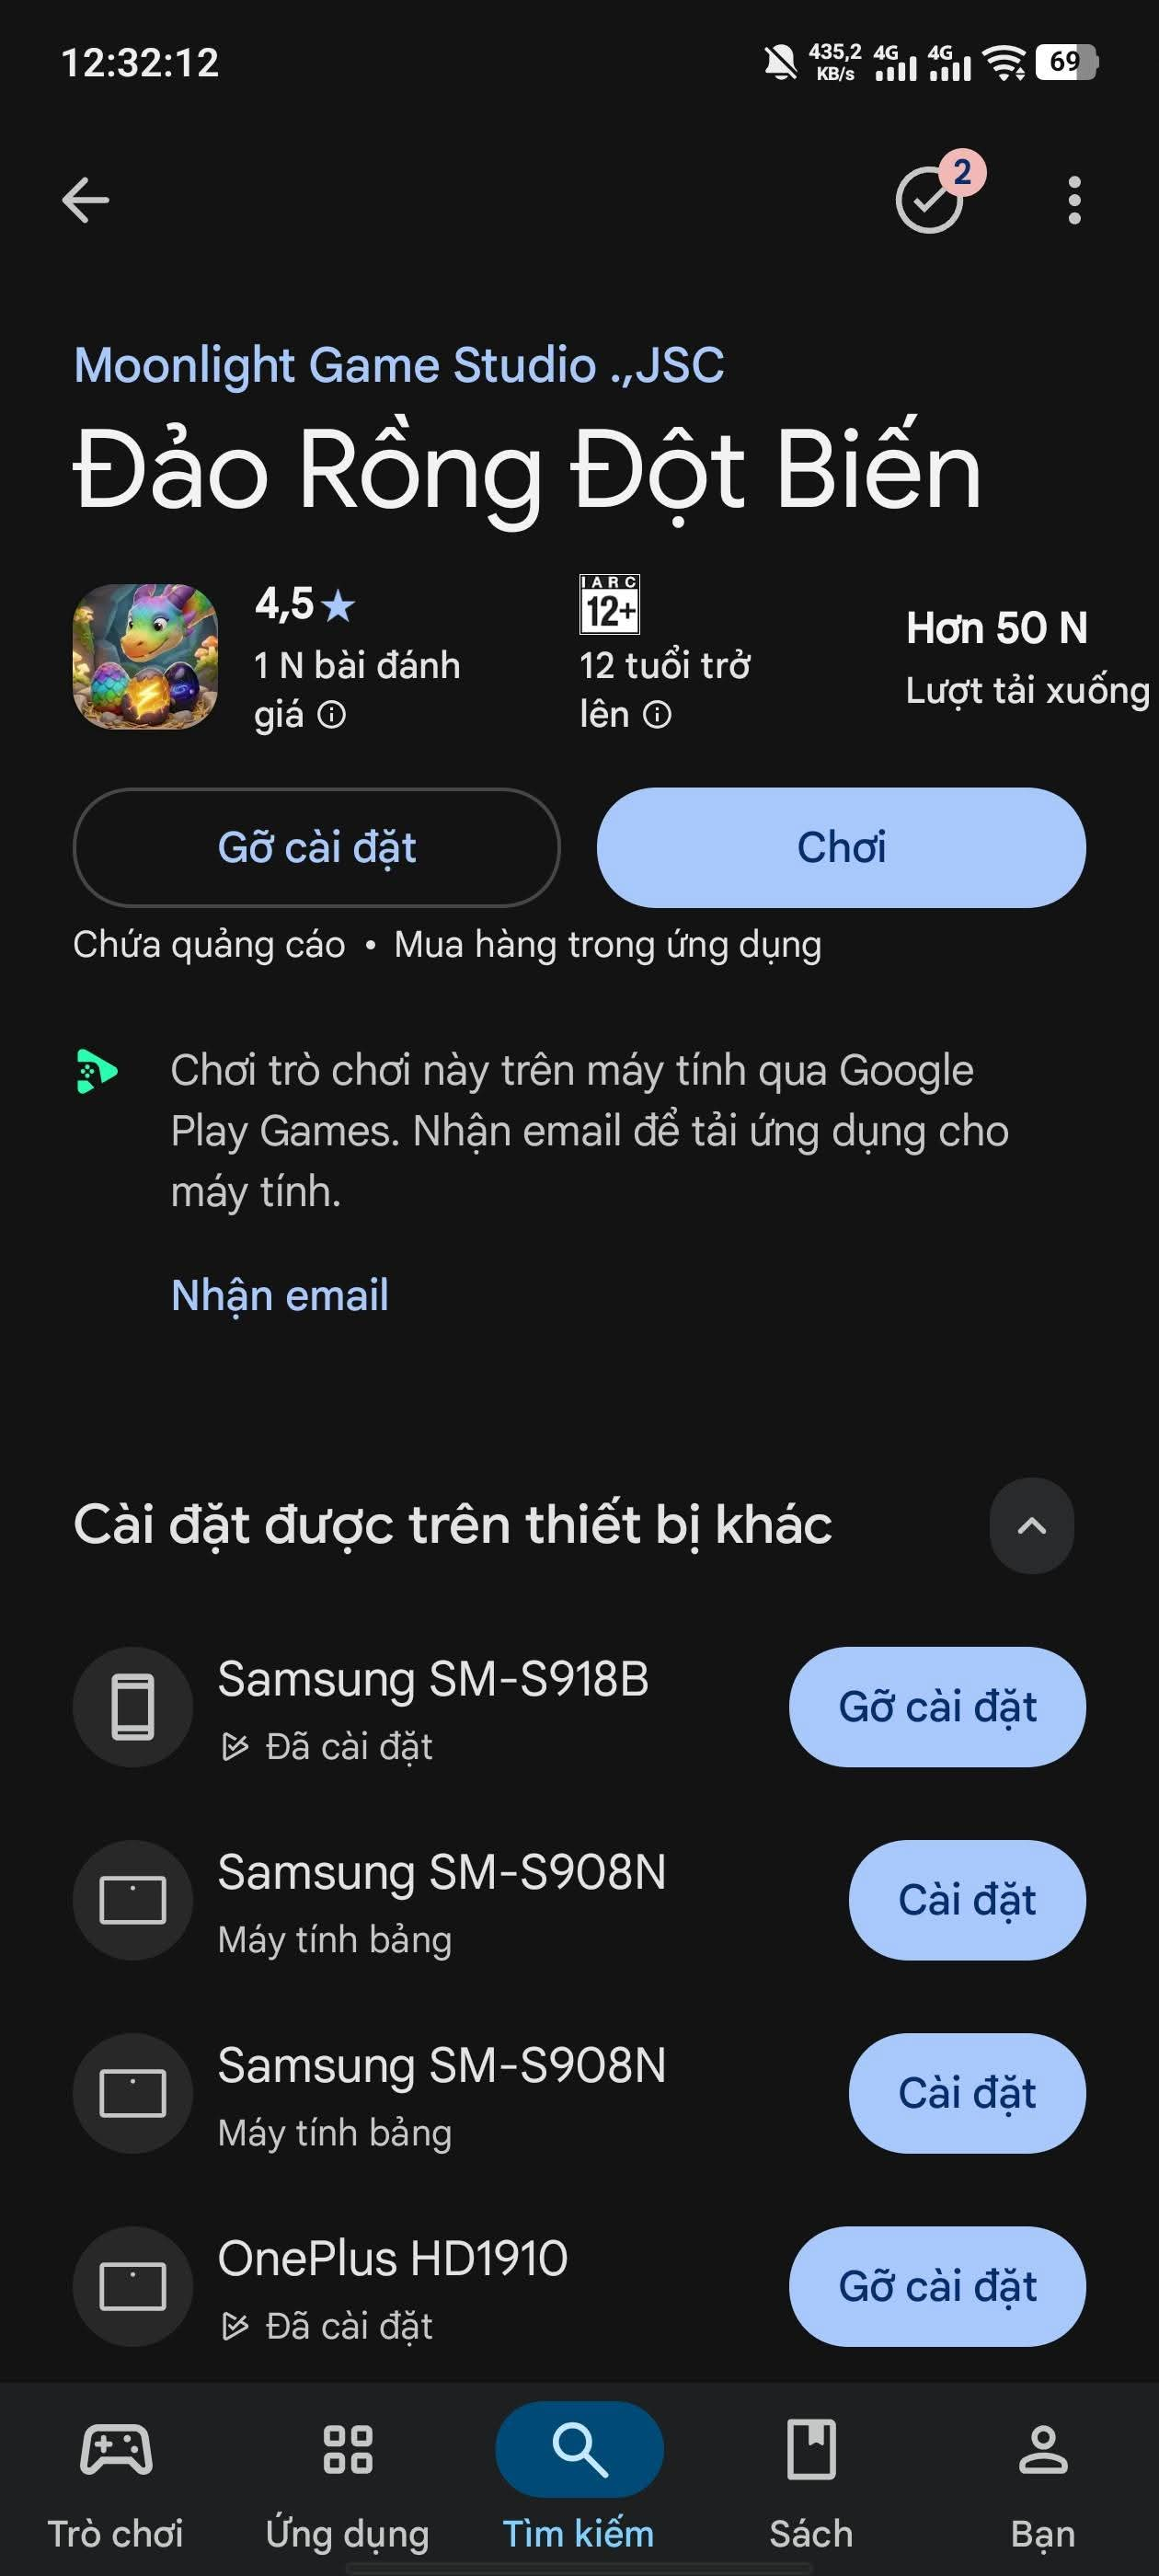 12:32:12
435,2 KB/s 4G 4G 69
2
Moonlight Game Studio .,JSC
Đảo Rồng Đột Biến
4,5★
1 N bài đánh giá
IARC
12+
12 tuổi trở lên
Hơn 50 N
Lượt tải xuống
Gỡ cài đặt
Chơi
Chứa quảng cáo • Mua hàng trong ứng dụng
Chơi trò chơi này trên máy tính qua Google
Play Games. Nhận email để tải ứng dụng cho
máy tính.
Nhận email
Cài đặt được trên thiết bị khác
Samsung SM-S918B
Đã cài đặt
Gỡ cài đặt
Samsung SM-S908N
Máy tính bảng
Cài đặt
Samsung SM-S908N
Máy tính bảng
Cài đặt
OnePlus HD1910
Đã cài đặt
Gỡ cài đặt
Trò chơi
Ứng dụng
Tìm kiếm
Sách
Bạn